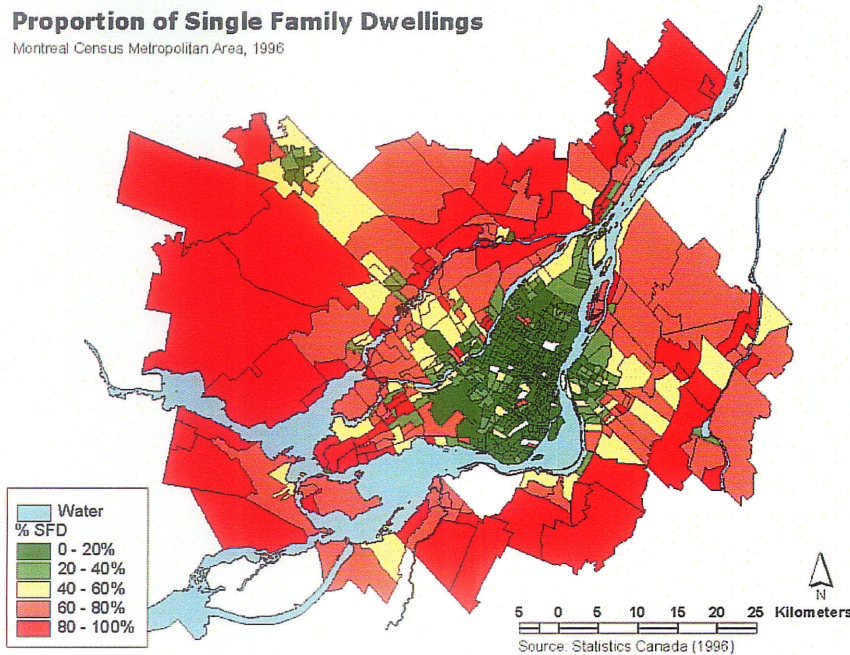 Proportion of Single Family Dwellings
Montreal Census Metropolitan Area, 1996
Water
% SFD
0 - 20%
20 - 40%
40 - 60%
60 - 80%
80 - 100%
N
5 0 5 10 15 20 25 Kilometers
Source: Statistics Canada (1996)